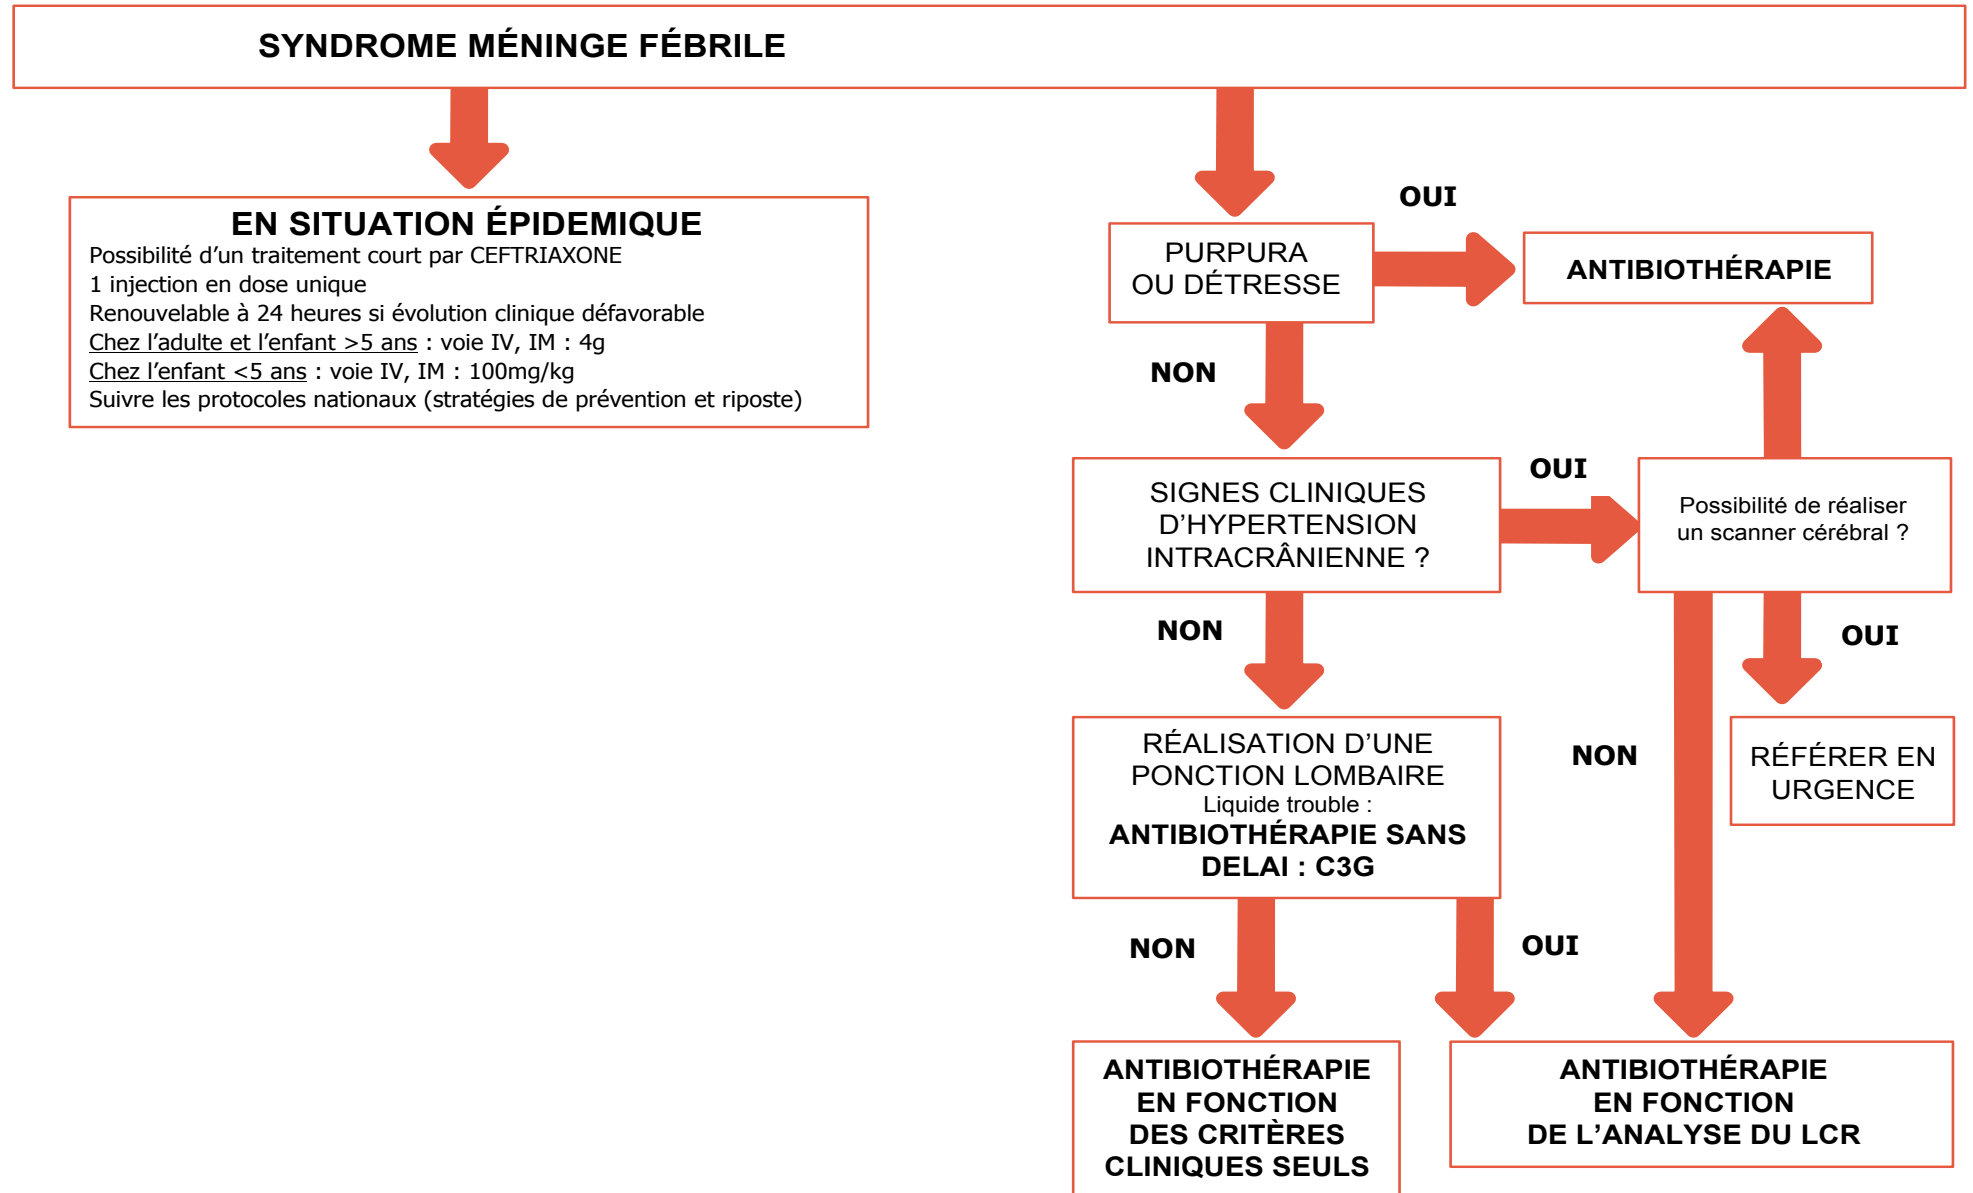 SYNDROME MÉNINGE FÉBRILE
EN SITUATION ÉPIDEMIQUE
Possibilité d’un traitement court par CEFTRIAXONE
1 injection en dose unique
Renouvelable à 24 heures si évolution clinique défavorable
Chez l’adulte et l’enfant >5 ans : voie IV, IM : 4g
Chez l’enfant <5 ans : voie IV, IM : 100mg/kg
Suivre les protocoles nationaux (stratégies de prévention et riposte)
PURPURA
OU DÉTRESSE
OUI
ANTIBIOTHÉRAPIE
NON
SIGNES CLINIQUES
D’HYPERTENSION
INTRACRÂNIENNE ?
OUI
Possibilité de réaliser
un scanner cérébral ?
NON
OUI
RÉALISATION D’UNE
PONCTION LOMBAIRE
Liquide trouble :
ANTIBIOTHÉRAPIE SANS
DELAI : C3G
NON
RÉFÉRER EN
URGENCE
NON
OUI
ANTIBIOTHÉRAPIE
EN FONCTION
DES CRITÈRES
CLINIQUES SEULS
ANTIBIOTHÉRAPIE
EN FONCTION
DE L’ANALYSE DU LCR